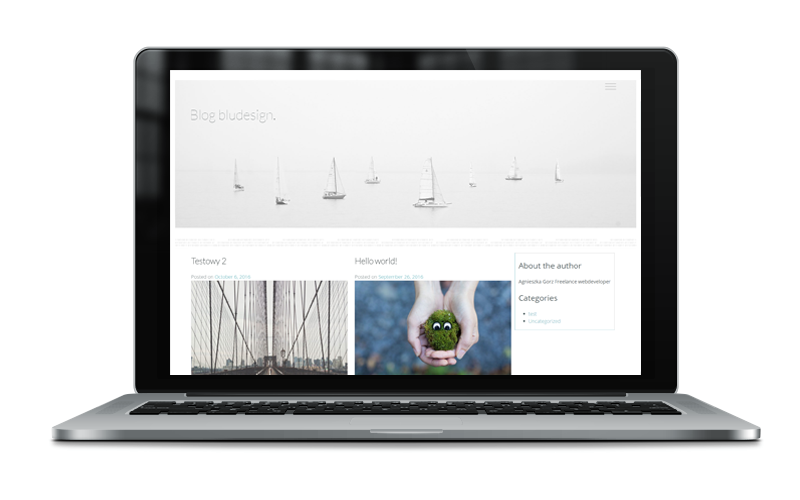 Blog bludesign.
Testowy 2
Posted on October 6, 2016
Hello world!
Posted on September 26, 2016
About the author
Agnieszka Gorz Freelance webdeveloper
Categories
test
Uncategorized